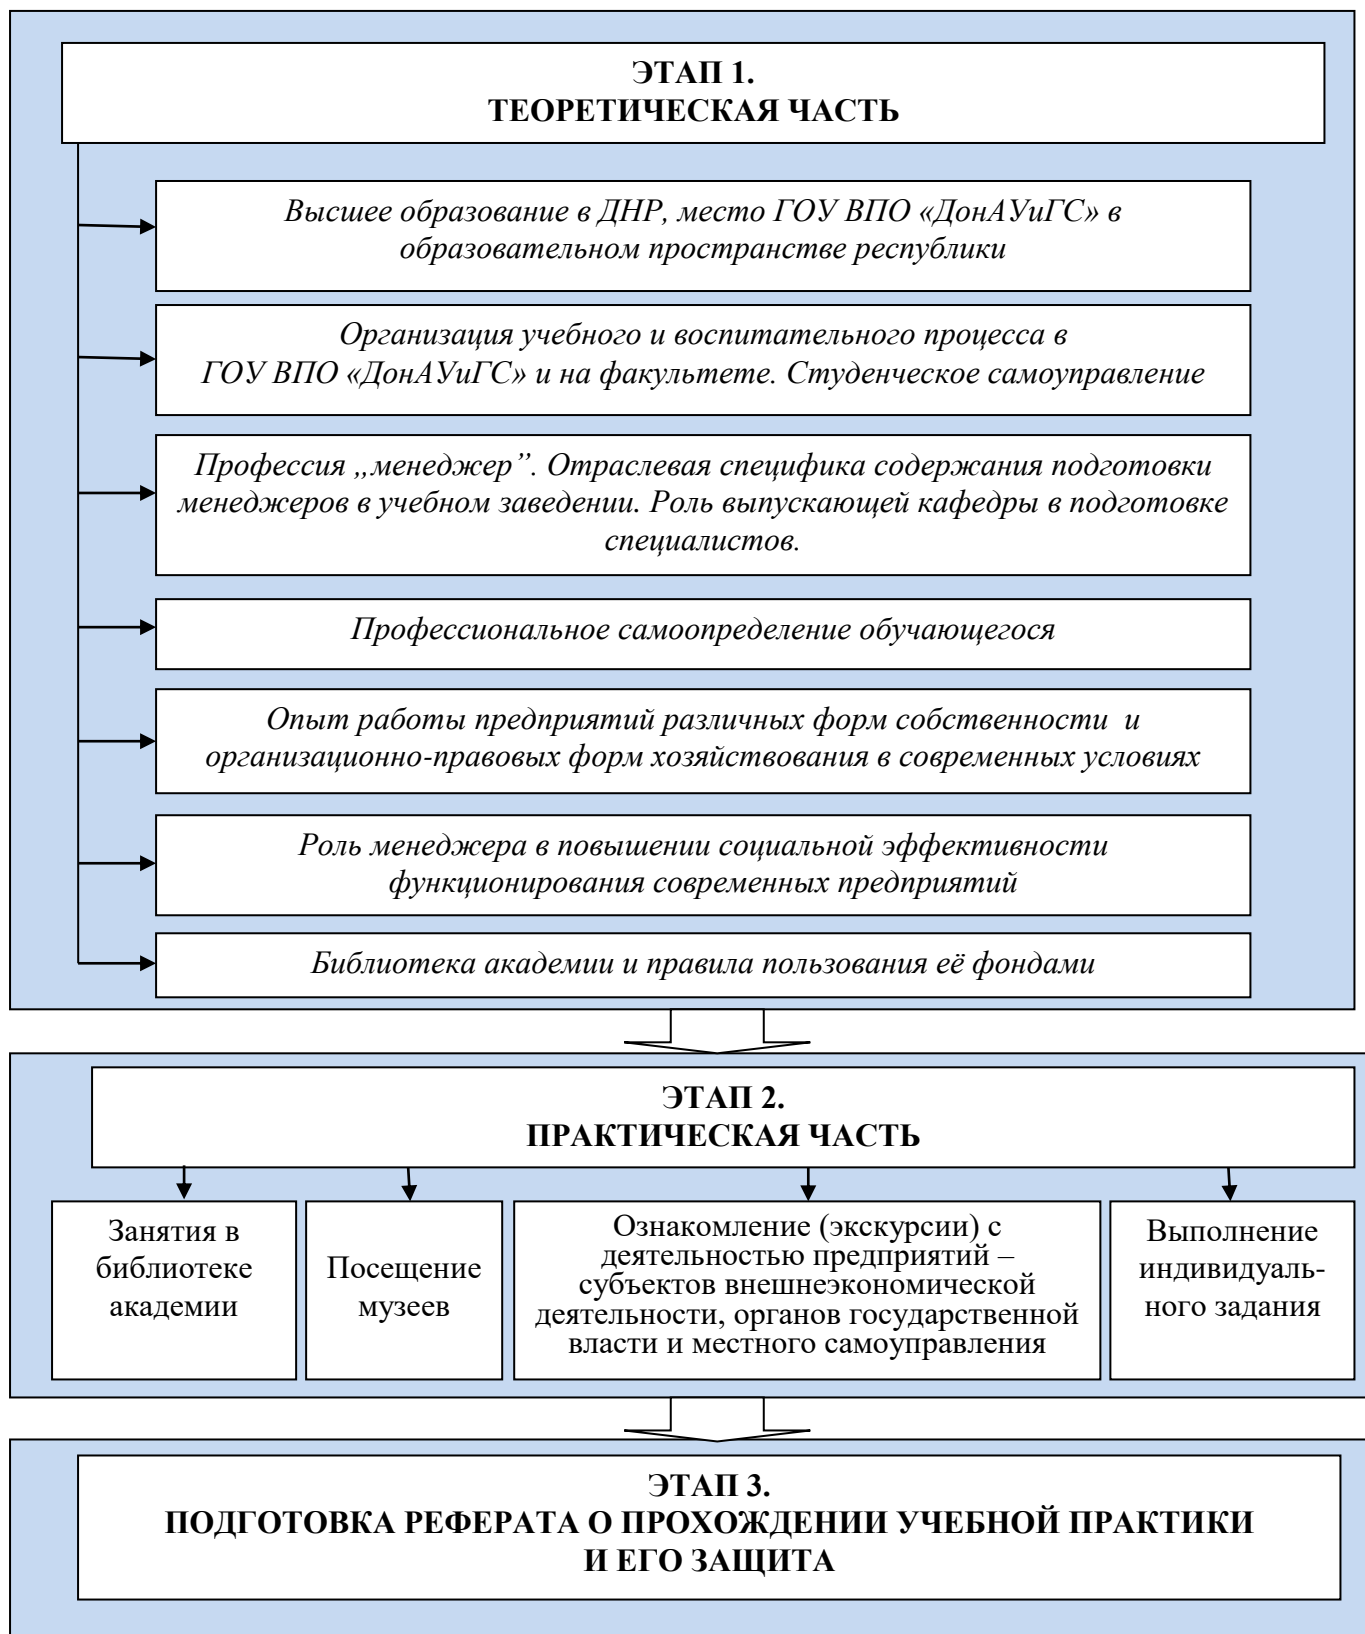 ЭТАП 1.
ТЕОРЕТИЧЕСКАЯ ЧАСТЬ
Высшее образование в ДНР, место ГОУ ВПО «ДонАУиГС» в
образовательном пространстве республики
Организация учебного и воспитательного процесса в
ГОУ ВПО «ДонАУиГС» и на факультете. Студенческое самоуправление
Профессия „менеджер”. Отраслевая специфика содержания подготовки
менеджеров в учебном заведении. Роль выпускающей кафедры в подготовке
специалистов.
Профессиональное самоопределение обучающегося
Опыт работы предприятий различных форм собственности и
организационно-правовых форм хозяйствования в современных условиях
Роль менеджера в повышении социальной эффективности
функционирования современных предприятий
Библиотека академии и правила пользования её фондами
ЭТАП 2.
ПРАКТИЧЕСКАЯ ЧАСТЬ
Занятия в
библиотеке
академии
Посещение
музеев
Ознакомление (экскурсии) с
деятельностью предприятий –
субъектов внешнеэкономической
деятельности, органов государственной
власти и местного самоуправления
Выполнение
индивидуаль-
ного задания
ЭТАП 3.
ПОДГОТОВКА РЕФЕРАТА О ПРОХОЖДЕНИИ УЧЕБНОЙ ПРАКТИКИ
И ЕГО ЗАЩИТА